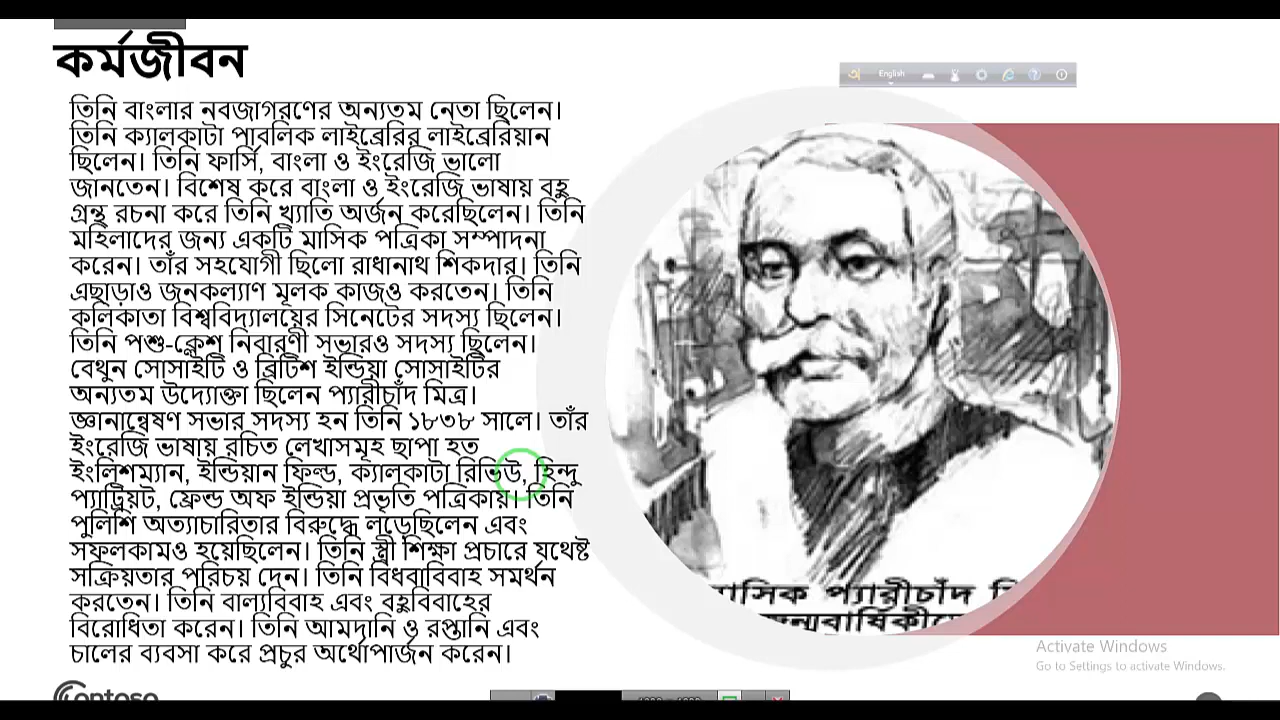 কর্মজীবন
English
তিনি বাংলার নবজাগরণের অন্যতম নেতা ছিলেন।
তিনি ক্যালকাটা পাবলিক লাইব্রেরির লাইব্রেরিয়ান
ছিলেন। তিনি ফার্সি, বাংলা ও ইংরেজি ভালো
জানতেন। বিশেষ করে বাংলা ও ইংরেজি ভাষায় বহু
গ্রন্থ রচনা করে তিনি খ্যাতি অর্জন করেছিলেন। তিনি
মহিলাদের জন্য একটি মাসিক পত্রিকা সম্পাদনা
করেন। তাঁর সহযোগী ছিলো রাধানাথ শিকদার। তিনি
এছাড়াও জনকল্যাণ মূলক কাজও করতেন। তিনি
কলিকাতা বিশ্ববিদ্যালয়ের সিনেটের সদস্য ছিলেন।
তিনি পশু-ক্লেশ নিবারণী সভারও সদস্য ছিলেন।
বেথুন সোসাইটি ও ব্রিটিশ ইন্ডিয়া সোসাইটির
অন্যতম উদ্যোক্তা ছিলেন প্যারীচাঁদ মিত্র।
জ্ঞানান্বেষণ সভার সদস্য হন তিনি ১৮৩৮ সালে। তাঁর
ইংরেজি ভাষায় রচিত লেখাসমূহ ছাপা হত
ইংলিশম্যান, ইন্ডিয়ান ফিল্ড, ক্যালকাটা রিভিউ, হিন্দু
প্যাট্রিয়ট, ফ্রেন্ড অফ ইন্ডিয়া প্রভৃতি পত্রিকায়। তিনি
পুলিশি অত্যাচারিতার বিরুদ্ধে লড়েছিলেন এবং
সফলকামও হয়েছিলেন। তিনি স্ত্রী শিক্ষা প্রচারে যথেষ্ট
সক্রিয়তার পরিচয় দেন। তিনি বিধবাবিবাহ সমর্থন
করতেন। তিনি বাল্যবিবাহ এবং বহুবিবাহের
বিরোধিতা করেন। তিনি আমদানি ও রপ্তানি এবং
চালের ব্যবসা করে প্রচুর অর্থোপার্জন করেন।
প্যারীচাঁদ
Activate Windows
Go to Settings to activate Windows.
Contoso